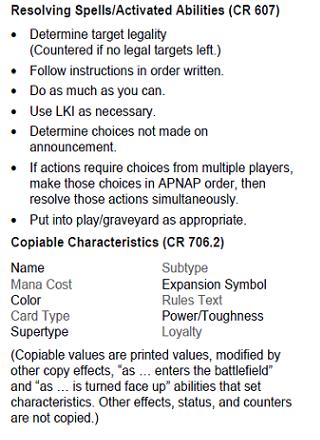 Resolving Spells/Activated Abilities (CR 607)
• Determine target legality
(Countered if no legal targets left.)
• Follow instructions in order written.
• Do as much as you can.
• Use LKI as necessary.
• Determine choices not made on
announcement.
• If actions require choices from multiple players,
make those choices in APNAP order, then
resolve those actions simultaneously.
• Put into play/graveyard as appropriate.
Copiable Characteristics (CR 706.2)
Name Subtype
Mana Cost Expansion Symbol
Color Rules Text
Card Type Power/Toughness
Supertype Loyalty
(Copiable values are printed values, modified by
other copy effects, “as ... enters the battlefield”
and “as ... is turned face up” abilities that set
characteristics. Other effects, status, and counters
are not copied.)